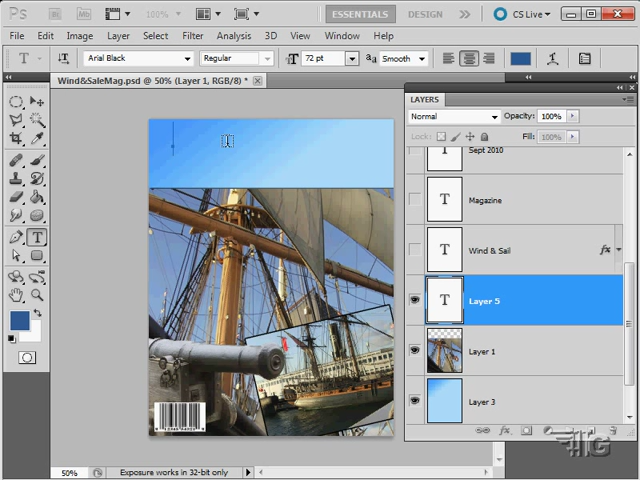 Ps 100% ESSENTIALS DESIGN CS Live
File Edit Image Layer Select Filter Analysis 3D View Window Help
T Arial Black Regular 72 pt aa Smooth
Wind&SaleMag.psd @ 50% (Layer 1, RGB/8) *
LAYERS
Normal Opacity: 100%
Lock: Fill: 100%
T Sept 2010
T Magazine
T Wind & Sail fx
T Layer 5
Layer 1
Layer 3
50% Exposure works in 32-bit only